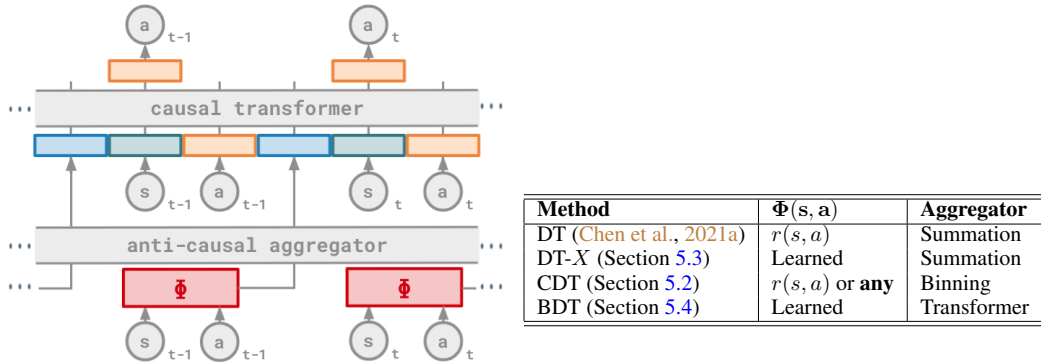 a t-1 a t
... causal transformer ...
s t-1 a t-1 s t a t
... anti-causal aggregator ...
... Φ Φ ...
s t-1 a t-1 s t a t
Method Φ(s, a) Aggregator
DT (Chen et al., 2021a) r(s, a) Summation
DT-X (Section 5.3) Learned Summation
CDT (Section 5.2) r(s, a) or any Binning
BDT (Section 5.4) Learned Transformer